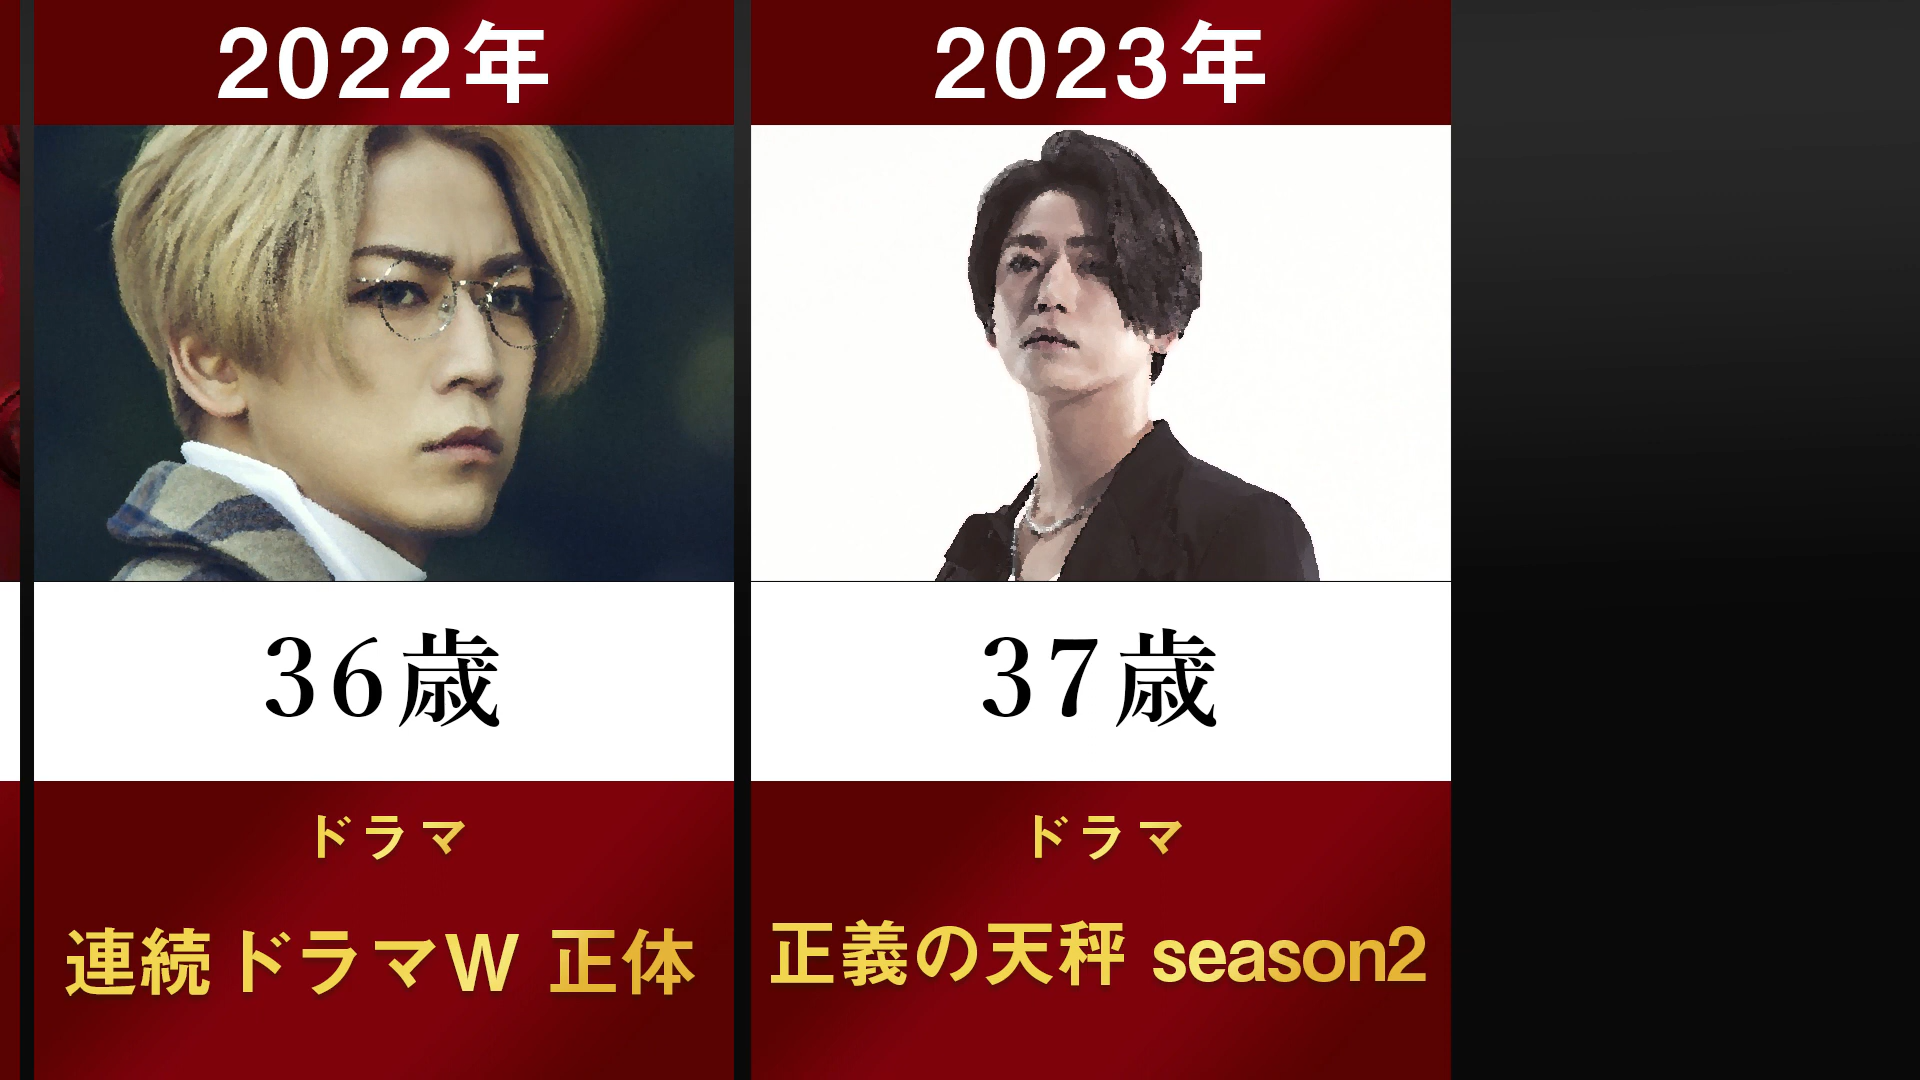 2022年
36歳
ドラマ
連続ドラマW 正体
2023年
37歳
ドラマ
正義の天秤 season2